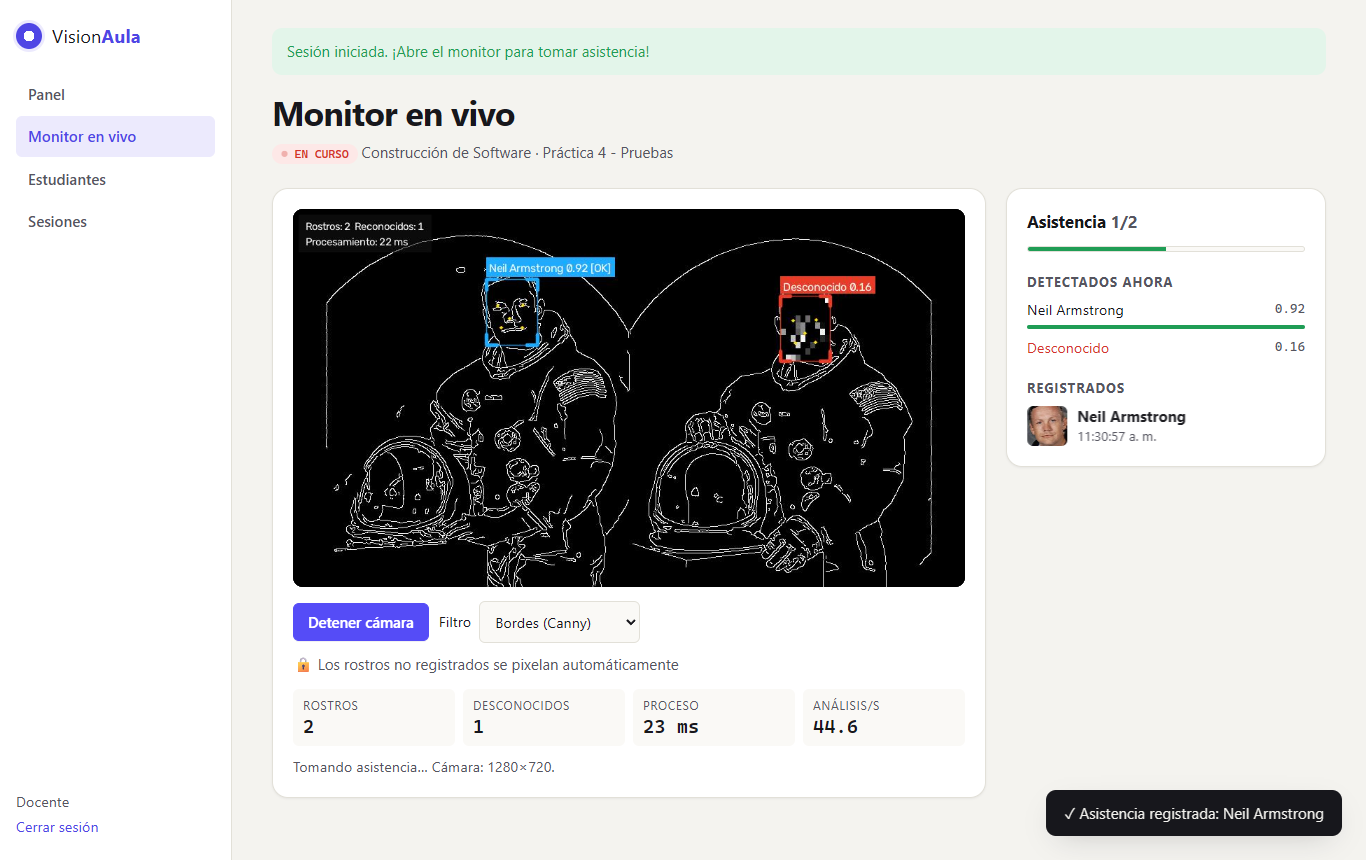 VisionAula
Panel
Monitor en vivo
Estudiantes
Sesiones
Docente
Cerrar sesión
Sesión iniciada. ¡Abre el monitor para tomar asistencia!
Monitor en vivo
EN CURSO Construcción de Software · Práctica 4 - Pruebas
Rostros: 2 Reconocidos: 1
Procesamiento: 22 ms
Neil Armstrong 0.92 [OK]
Desconocido 0.16
Detener cámara Filtro Bordes (Canny)
🔒 Los rostros no registrados se pixelan automáticamente
ROSTROS
2
DESCONOCIDOS
1
PROCESO
23 ms
ANÁLISIS/S
44.6
Tomando asistencia… Cámara: 1280×720.
Asistencia 1/2
DETECTADOS AHORA
Neil Armstrong 0.92
Desconocido 0.16
REGISTRADOS
Neil Armstrong
11:30:57 a. m.
✓ Asistencia registrada: Neil Armstrong